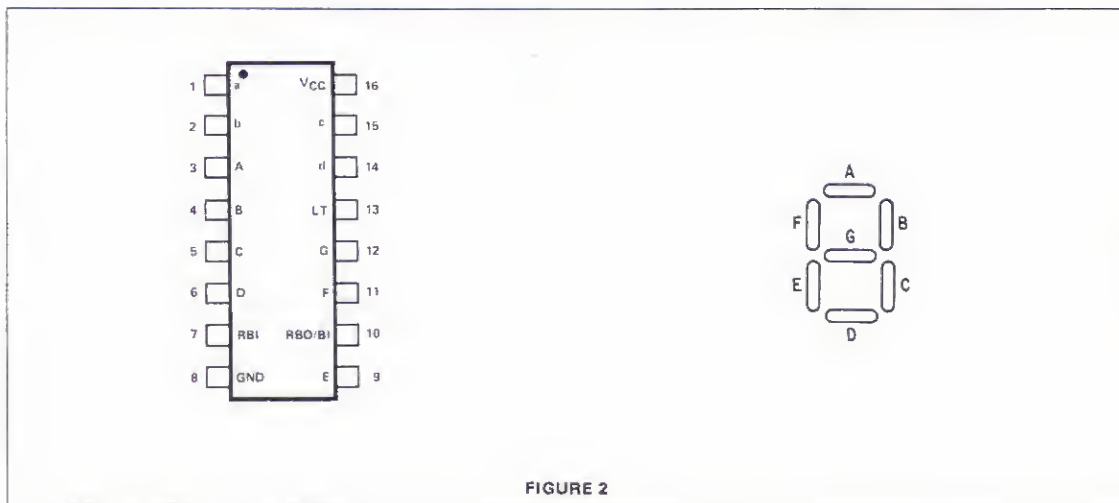 1 a VCC 16
2 b c 15
3 A d 14
4 B LT 13
5 C G 12
6 D F 11
7 RBI RBO/BI 10
8 GND E 9
A
F B
G
E C
D
FIGURE 2